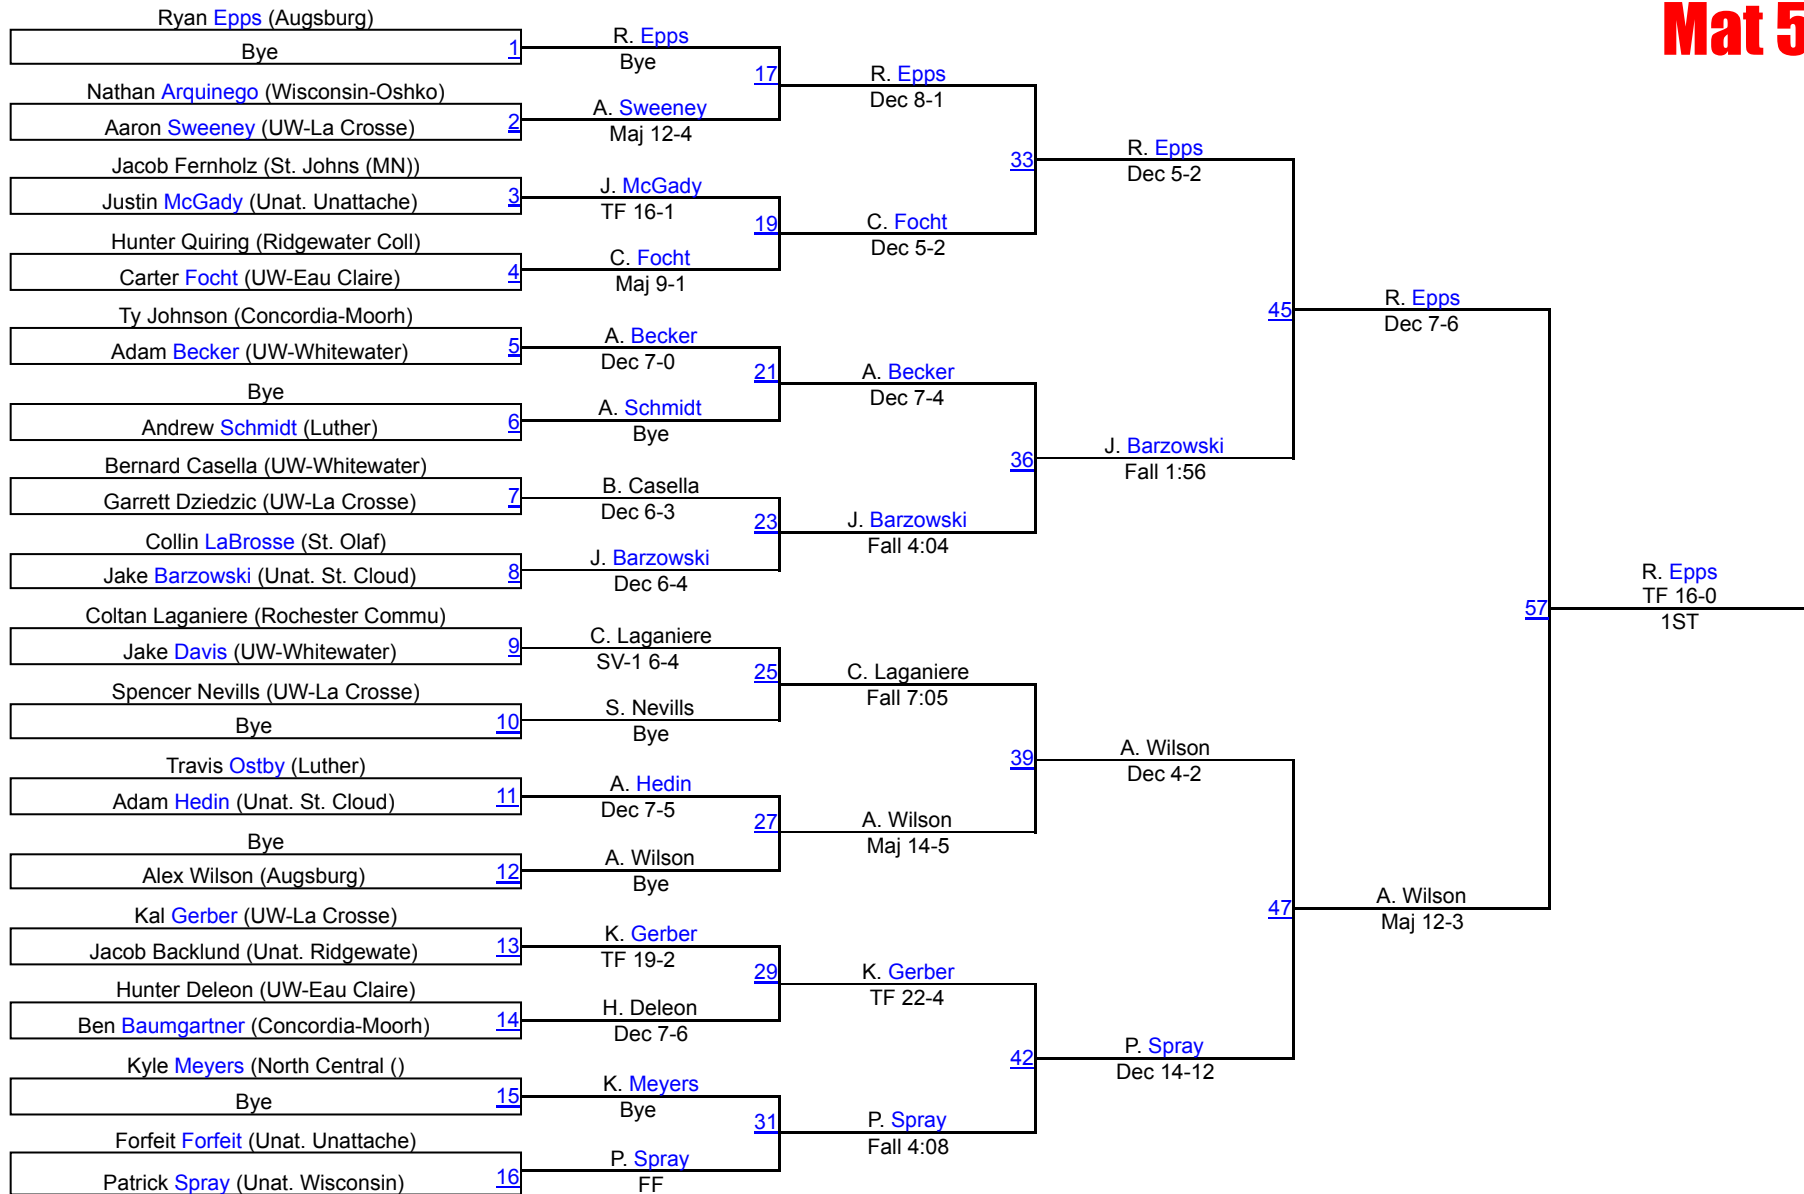 Mat 5
Ryan Epps (Augsburg)
Bye 1
Nathan Arquinego (Wisconsin-Oshko)
Aaron Sweeney (UW-La Crosse) 2
Jacob Fernholz (St. Johns (MN))
Justin McGady (Unat. Unattache) 3
Hunter Quiring (Ridgewater Coll)
Carter Focht (UW-Eau Claire) 4
Ty Johnson (Concordia-Moorh)
Adam Becker (UW-Whitewater) 5
Bye
Andrew Schmidt (Luther) 6
Bernard Casella (UW-Whitewater)
Garrett Dziedzic (UW-La Crosse) 7
Collin LaBrosse (St. Olaf)
Jake Barzowski (Unat. St. Cloud) 8
Coltan Laganiere (Rochester Commu)
Jake Davis (UW-Whitewater) 9
Spencer Nevills (UW-La Crosse)
Bye 10
Travis Ostby (Luther)
Adam Hedin (Unat. St. Cloud) 11
Bye
Alex Wilson (Augsburg) 12
Kal Gerber (UW-La Crosse)
Jacob Backlund (Unat. Ridgewate) 13
Hunter Deleon (UW-Eau Claire)
Ben Baumgartner (Concordia-Moorh) 14
Kyle Meyers (North Central ()
Bye 15
Forfeit Forfeit (Unat. Unattache)
Patrick Spray (Unat. Wisconsin) 16
R. Epps
Bye
17
A. Sweeney
Maj 12-4
J. McGady
TF 16-1
19
C. Focht
Maj 9-1
A. Becker
Dec 7-0
21
A. Schmidt
Bye
B. Casella
Dec 6-3
23
J. Barzowski
Dec 6-4
C. Laganiere
SV-1 6-4
25
S. Nevills
Bye
A. Hedin
Dec 7-5
27
A. Wilson
Bye
K. Gerber
TF 19-2
29
H. Deleon
Dec 7-6
K. Meyers
Bye
31
P. Spray
FF
R. Epps
Dec 8-1
33
C. Focht
Dec 5-2
A. Becker
Dec 7-4
36
J. Barzowski
Fall 4:04
C. Laganiere
Fall 7:05
39
A. Wilson
Maj 14-5
K. Gerber
TF 22-4
42
P. Spray
Fall 4:08
R. Epps
Dec 5-2
45
J. Barzowski
Fall 1:56
A. Wilson
Dec 4-2
47
P. Spray
Dec 14-12
R. Epps
Dec 7-6
57
A. Wilson
Maj 12-3
R. Epps
TF 16-0
1ST